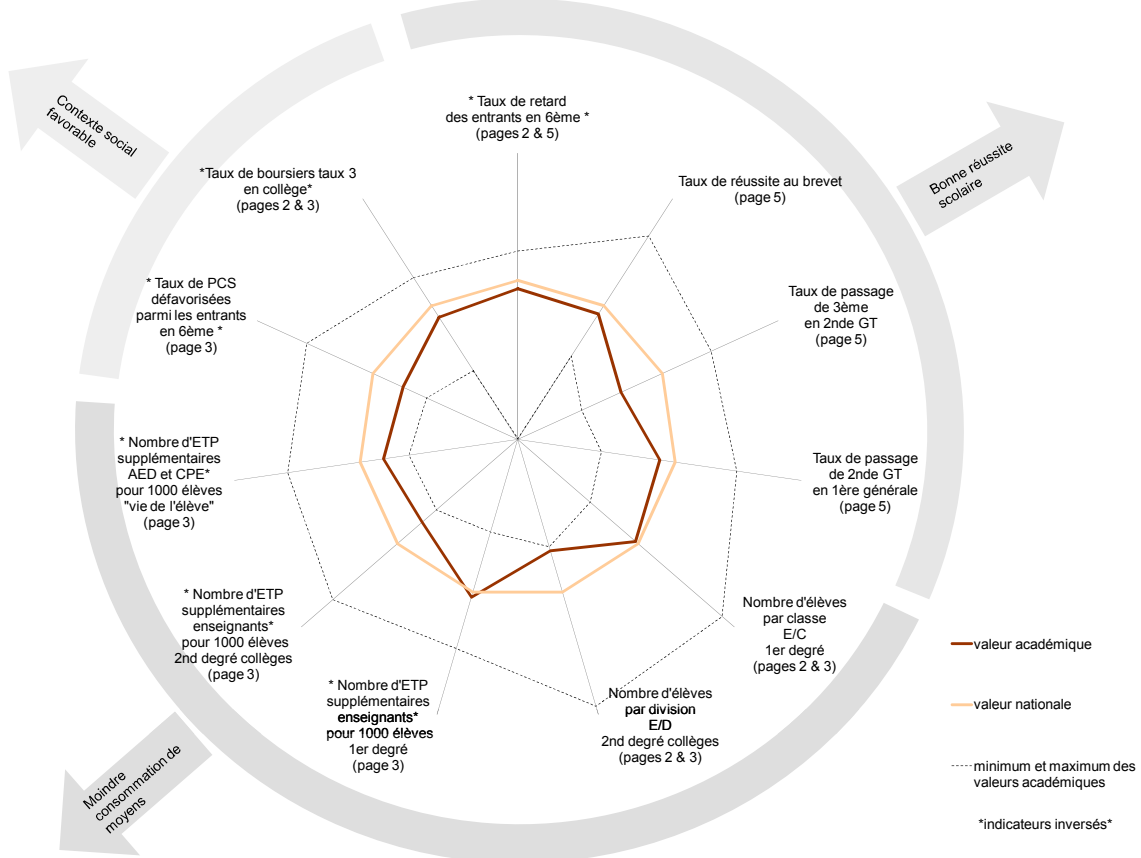 * Taux de retard
des entrants en 6ème *
(pages 2 & 5)
Contexte social
favorable
Bonne réussite
scolaire
*Taux de boursiers taux 3
en collège*
(pages 2 & 3)
Taux de réussite au brevet
(page 5)
* Taux de PCS
défavorisées
parmi les entrants
en 6ème *
(page 3)
Taux de passage
de 3ème
en 2nde GT
(page 5)
* Nombre d'ETP
supplémentaires
AED et CPE*
pour 1000 élèves
"vie de l'élève"
(page 3)
Taux de passage
de 2nde GT
en 1ère générale
(page 5)
* Nombre d'ETP
supplémentaires
enseignants*
pour 1000 élèves
2nd degré collèges
(page 3)
Nombre d'élèves
par classe
E/C
1er degré
(pages 2 & 3)
* Nombre d'ETP
supplémentaires
enseignants*
pour 1000 élèves
1er degré
(page 3)
Nombre d'élèves
par division
E/D
2nd degré collèges
(pages 2 & 3)
Moindre
consommation de
moyens
valeur académique
valeur nationale
minimum et maximum des
valeurs académiques
*indicateurs inversés*